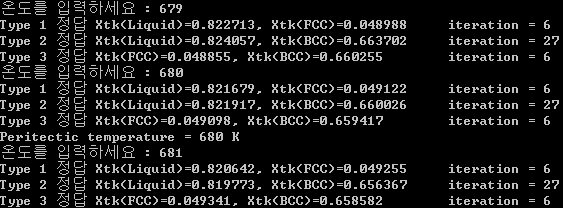 온도를 입력하세요 : 679
Type 1 정답 Xtk(Liquid)=0.822713, Xtk(FCC)=0.048988 iteration = 6
Type 2 정답 Xtk(Liquid)=0.824057, Xtk(BCC)=0.663702 iteration = 27
Type 3 정답 Xtk(FCC)=0.048855, Xtk(BCC)=0.660255 iteration = 6
온도를 입력하세요 : 680
Type 1 정답 Xtk(Liquid)=0.821679, Xtk(FCC)=0.049122 iteration = 6
Type 2 정답 Xtk(Liquid)=0.821917, Xtk(BCC)=0.660026 iteration = 27
Type 3 정답 Xtk(FCC)=0.049098, Xtk(BCC)=0.659417 iteration = 6
Peritectic temperature = 680 K
온도를 입력하세요 : 681
Type 1 정답 Xtk(Liquid)=0.820642, Xtk(FCC)=0.049255 iteration = 6
Type 2 정답 Xtk(Liquid)=0.819773, Xtk(BCC)=0.656367 iteration = 27
Type 3 정답 Xtk(FCC)=0.049341, Xtk(BCC)=0.658582 iteration = 6